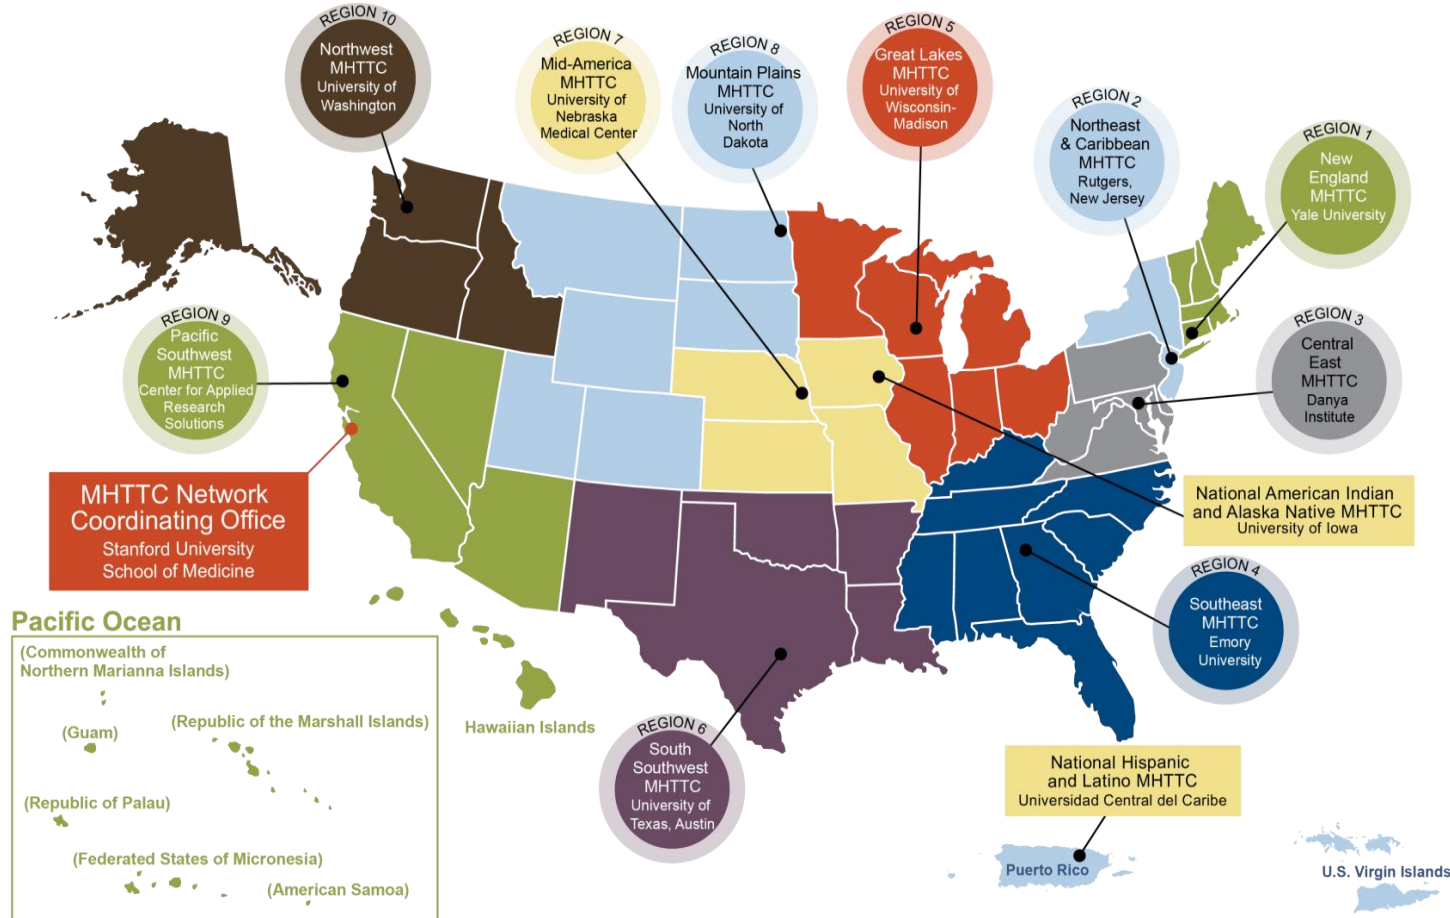 REGION 10
Northwest
MHTTC
University of
Washington
REGION 7
Mid-America
MHTTC
University of
Nebraska
Medical Center
REGION 8
Mountain Plains
MHTTC
University of
North
Dakota
REGION 5
Great Lakes
MHTTC
University of
Wisconsin-
Madison
REGION 2
Northeast
& Caribbean
MHTTC
Rutgers,
New Jersey
REGION 1
New
England
MHTTC
Yale University
REGION 9
Pacific
Southwest
MHTTC
Center for Applied
Research
Solutions
REGION 3
Central
East
MHTTC
Danya
Institute
MHTTC Network
Coordinating Office
Stanford University
School of Medicine
National American Indian
and Alaska Native MHTTC
University of Iowa
REGION 4
Southeast
MHTTC
Emory
University
Pacific Ocean
(Commonwealth of
Northern Marianna Islands)
(Guam)
(Republic of the Marshall Islands)
(Republic of Palau)
(Federated States of Micronesia)
(American Samoa)
Hawaiian Islands
REGION 6
South
Southwest
MHTTC
University of
Texas, Austin
National Hispanic
and Latino MHTTC
Universidad Central del Caribe
Puerto Rico
U.S. Virgin Islands